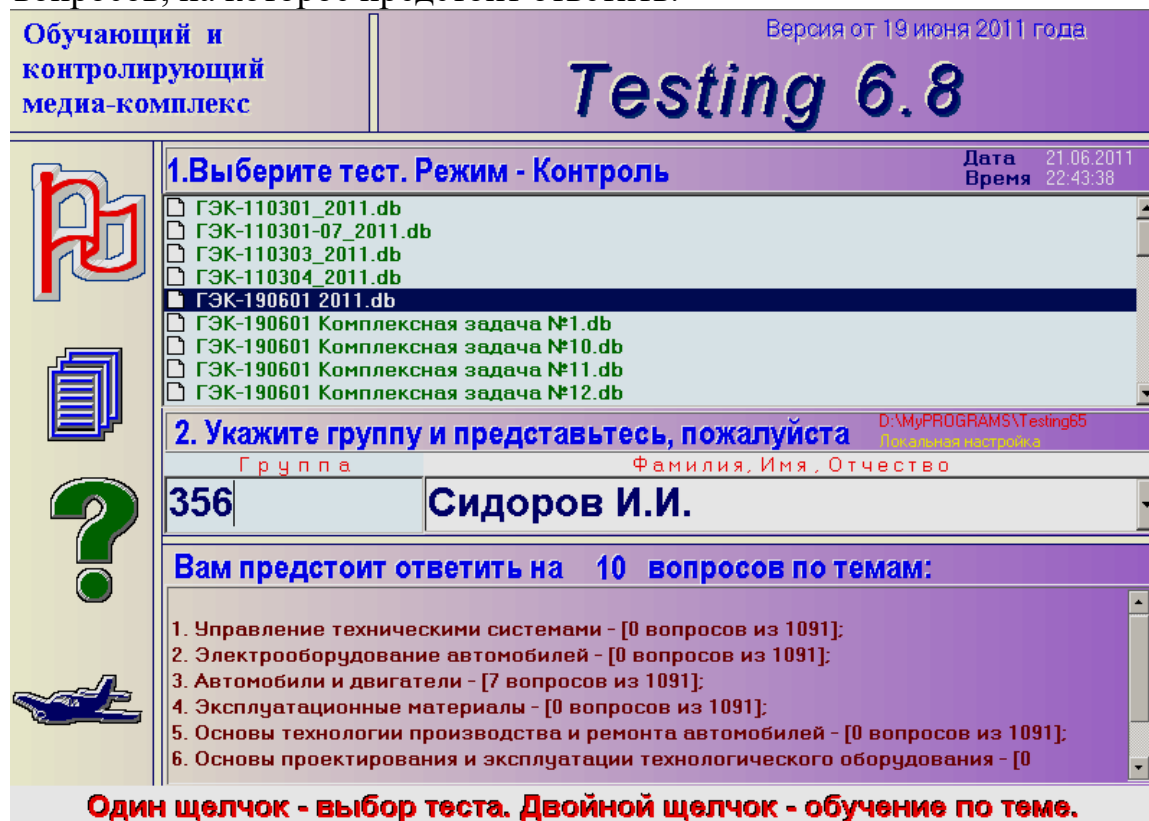 вопросов, на которое предстоит ответить.
Обучающий и
контролирующий
медиа-комплекс
Версия от 19 июня 2011 года
Testing 6.8
1.Выберите тест. Режим - Контроль
Дата 21.06.2011
Время 22:43:38
ГЭК-110301_2011.db
ГЭК-110301-07_2011.db
ГЭК-110303_2011.db
ГЭК-110304_2011.db
ГЭК-190601 2011.db
ГЭК-190601 Комплексная задача №1.db
ГЭК-190601 Комплексная задача №10.db
ГЭК-190601 Комплексная задача №11.db
ГЭК-190601 Комплексная задача №12.db
2. Укажите группу и представьтесь, пожалуйста
D:\MyPROGRAMS\Testing65
Локальная настройка
Группа Фамилия, Имя, Отчество
356 Сидоров И.И.
Вам предстоит ответить на 10 вопросов по темам:
1. Управление техническими системами - [0 вопросов из 1091];
2. Электрооборудование автомобилей - [0 вопросов из 1091];
3. Автомобили и двигатели - [7 вопросов из 1091];
4. Эксплуатационные материалы - [0 вопросов из 1091];
5. Основы технологии производства и ремонта автомобилей - [0 вопросов из 1091];
6. Основы проектирования и эксплуатации технологического оборудования - [0
Один щелчок - выбор теста. Двойной щелчок - обучение по теме.